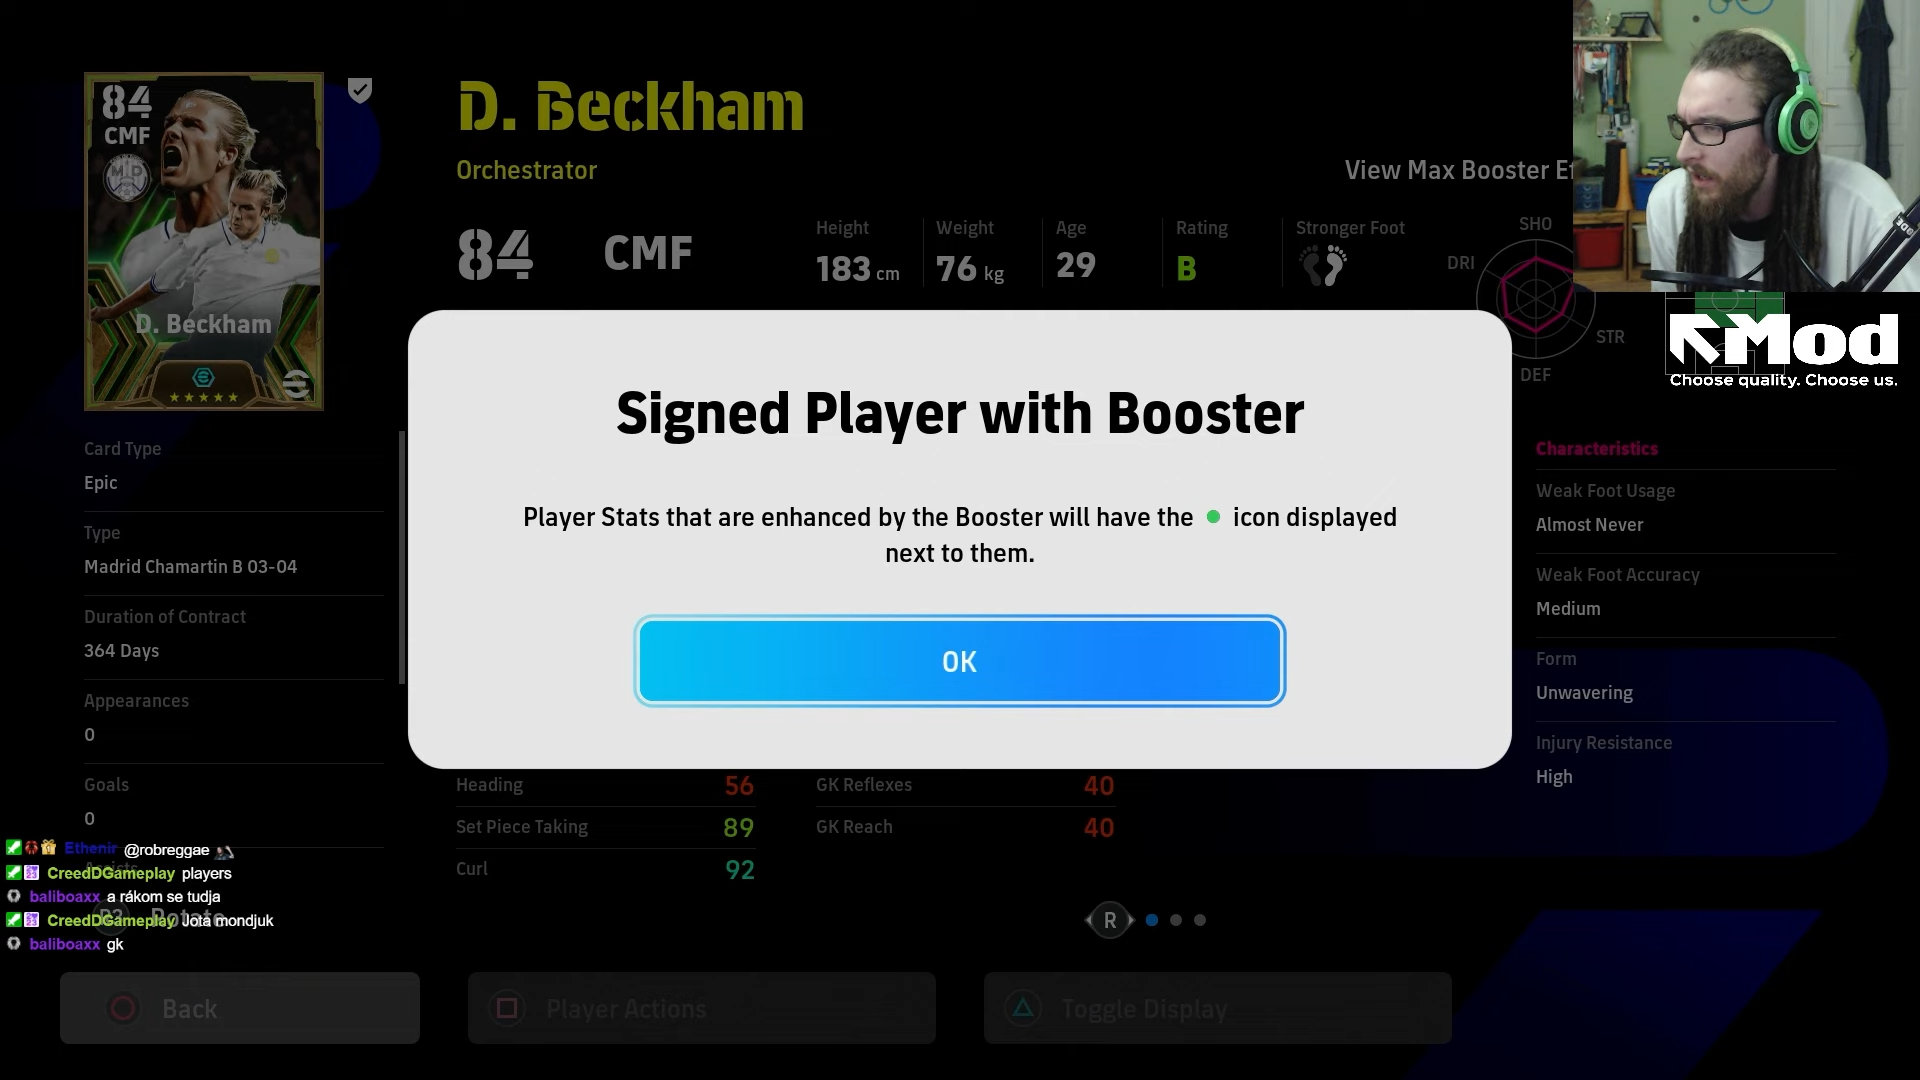 84
CMF
D. Beckham
D. Beckham
Orchestrator
View Max Booster Ef
84 CMF
Height
183 cm
Weight
76 kg
Age
29
Rating
B
Stronger Foot
SHO
DRI
STR
DEF
Mod
Choose quality. Choose us.
Signed Player with Booster
Player Stats that are enhanced by the Booster will have the icon displayed
next to them.
OK
Card Type
Epic
Type
Madrid Chamartin B 03-04
Duration of Contract
364 Days
Appearances
0
Goals
0
Heading 56
Set Piece Taking 89
Curl 92
GK Reflexes 40
GK Reach 40
Characteristics
Weak Foot Usage
Almost Never
Weak Foot Accuracy
Medium
Form
Unwavering
Injury Resistance
High
Ethenir @robreggae
CreedDGameplay players
baliboaxx a rákom se tudja
CreedDGameplay Jota mondjuk
baliboaxx gk
Rotate
R
Back
Player Actions
Toggle Display